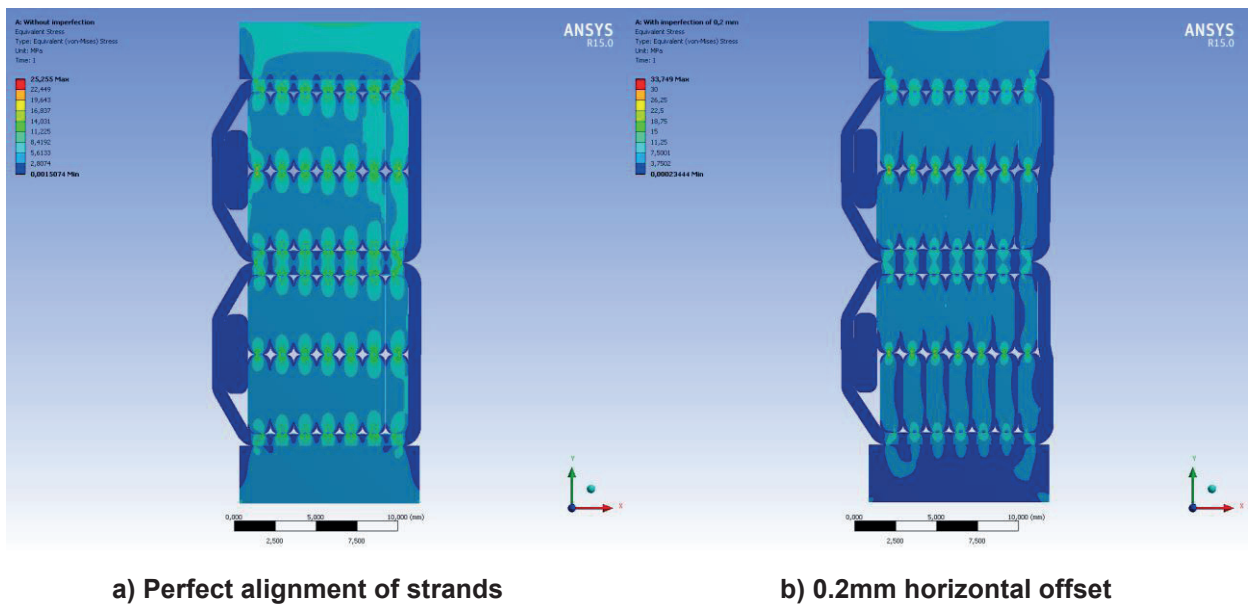 A: Without imperfection
Equivalent Stress
Type: Equivalent (von-Mises) Stress
Unit: MPa
Time: 1
25,255 Max
22,449
19,643
16,837
14,031
11,225
8,4192
5,6133
2,8074
0,0015074 Min
ANSYS
R15.0
Y
X
0,000 5,000 10,000 (mm)
2,500 7,500
A: With imperfection of 0,2 mm
Equivalent Stress
Type: Equivalent (von-Mises) Stress
Unit: MPa
Time: 1
33,749 Max
30
26,25
22,5
18,75
15
11,25
7,5001
3,7502
0,00023444 Min
ANSYS
R15.0
Y
X
0,000 5,000 10,000 (mm)
2,500 7,500
a) Perfect alignment of strands
b) 0.2mm horizontal offset